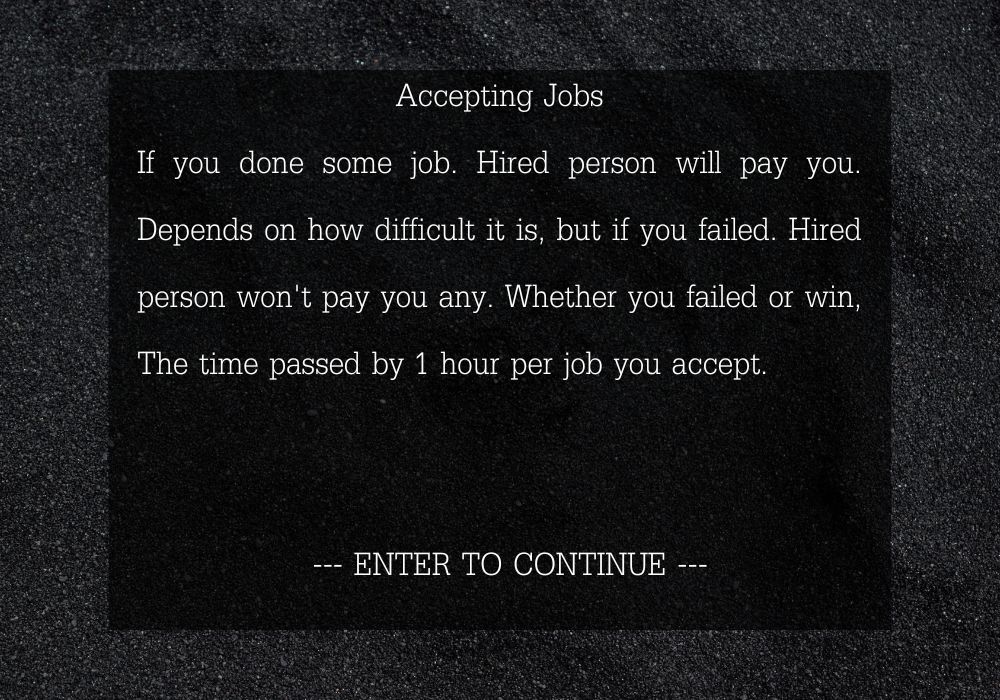 Accepting Jobs
If you done some job. Hired person will pay you.
Depends on how difficult it is, but if you failed. Hired
person won't pay you any. Whether you failed or win,
The time passed by 1 hour per job you accept.
--- ENTER TO CONTINUE ---